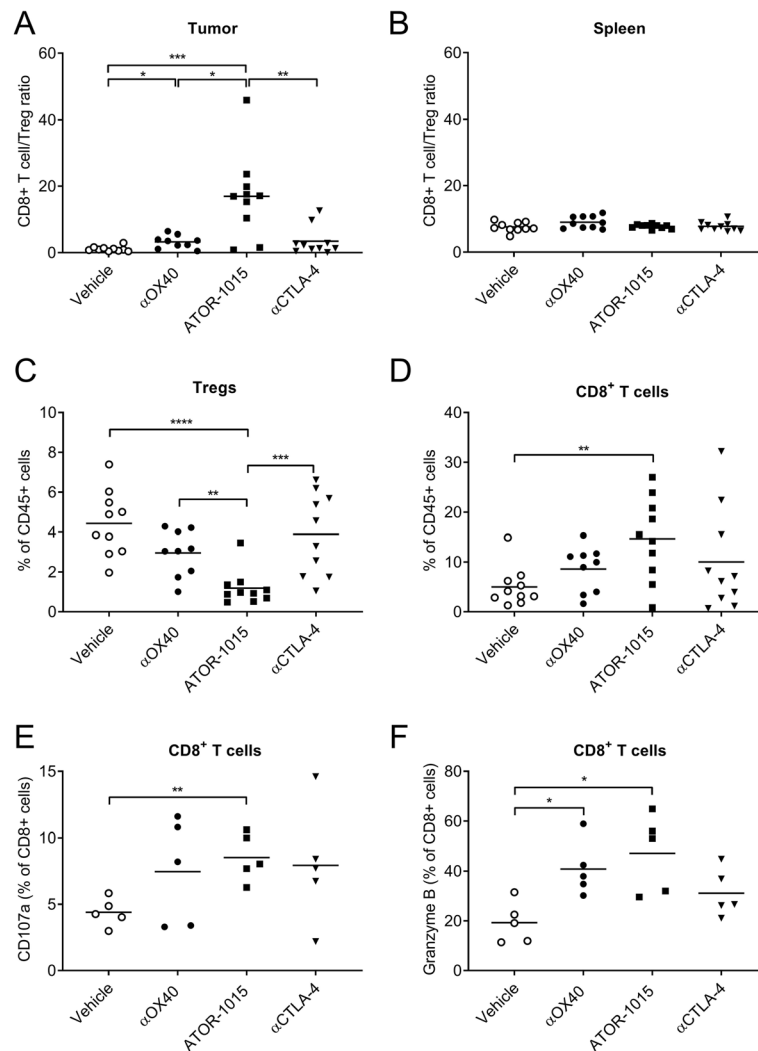 A
Tumor
CD8+ T cell/Treg ratio
60
40
20
0
***
*
*
**
Vehicle
αOX40
ATOR-1015
αCTLA-4
B
Spleen
CD8+ T cell/Treg ratio
60
40
20
0
Vehicle
αOX40
ATOR-1015
αCTLA-4
C
Tregs
% of CD45+ cells
10
8
6
4
2
0
****
***
**
Vehicle
αOX40
ATOR-1015
αCTLA-4
D
CD8⁺ T cells
% of CD45+ cells
40
30
20
10
0
**
Vehicle
αOX40
ATOR-1015
αCTLA-4
E
CD8⁺ T cells
CD107a (% of CD8+ cells)
15
10
5
0
**
Vehicle
αOX40
ATOR-1015
αCTLA-4
F
CD8⁺ T cells
Granzyme B (% of CD8+ cells)
80
60
40
20
0
*
*
Vehicle
αOX40
ATOR-1015
αCTLA-4